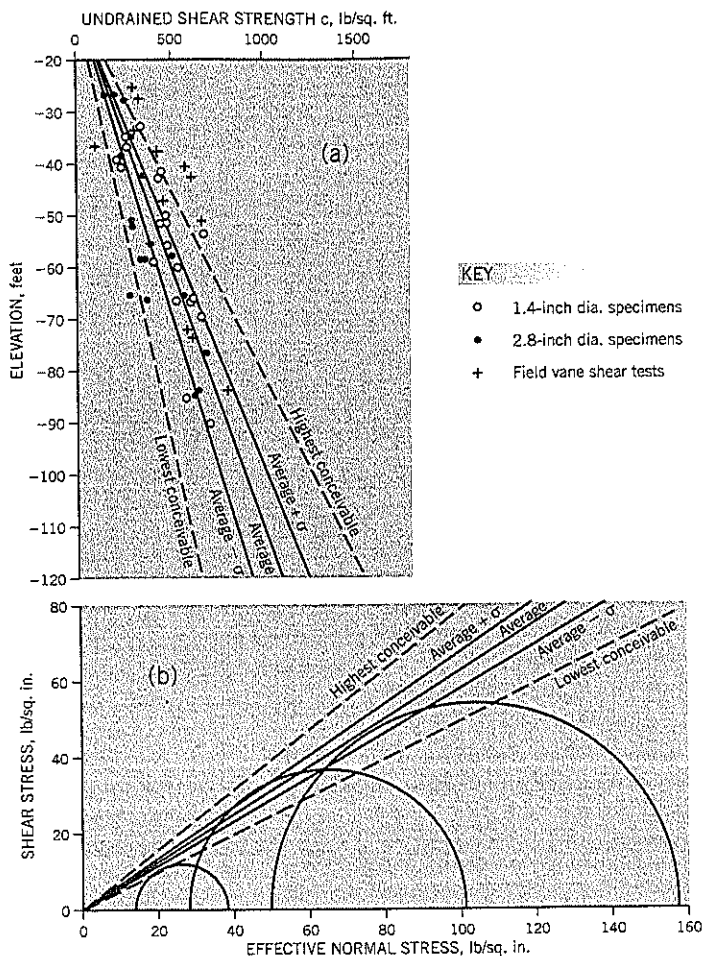 UNDRAINED SHEAR STRENGTH c, lb/sq. ft.
0 500 1000 1500
-20
-30
-40
-50
-60
-70
-80
-90
-100
-110
-120
ELEVATION, feet
(a)
Lowest conceivable
Average - σ
Average
Average + σ
Highest conceivable
KEY
1.4-inch dia. specimens
2.8-inch dia. specimens
Field vane shear tests
80
60
40
20
0
SHEAR STRESS, lb/sq. in.
(b)
Highest conceivable
Average + σ
Average
Average - σ
Lowest conceivable
0 20 40 60 80 100 120 140 160
EFFECTIVE NORMAL STRESS, lb/sq. in.